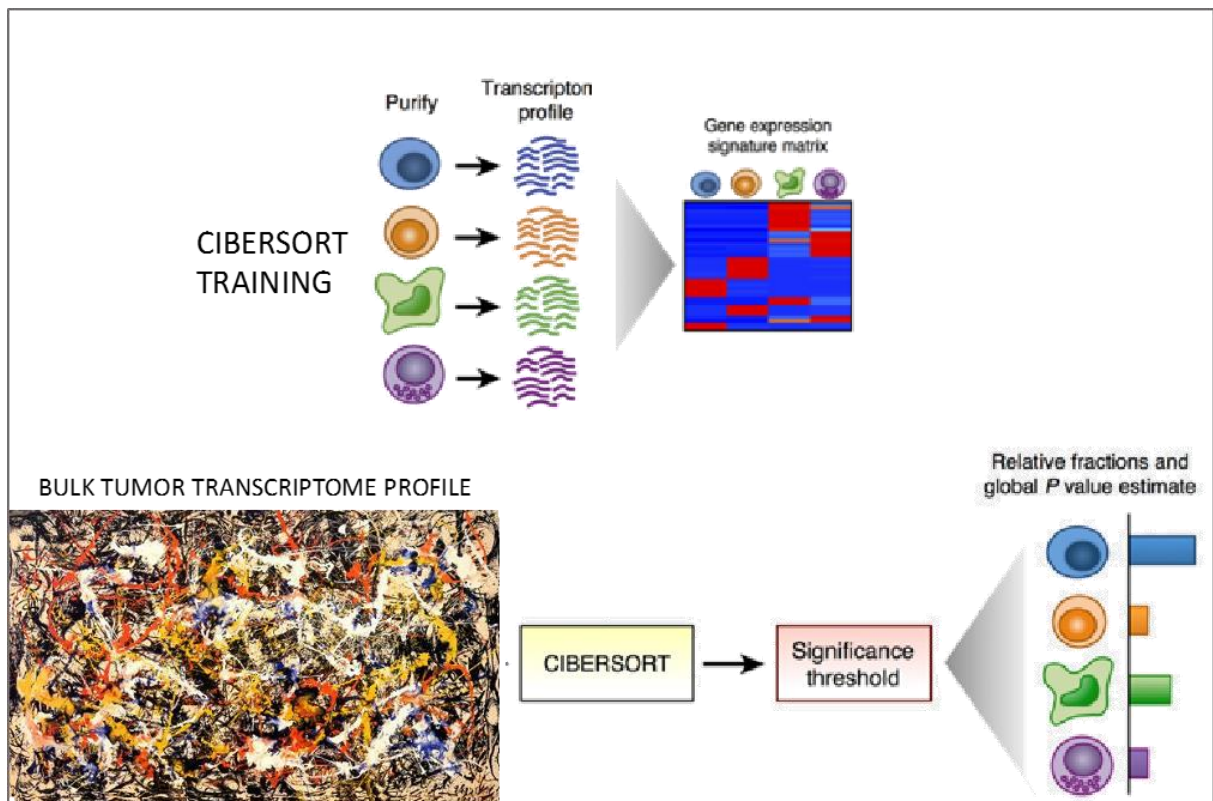 Purify
Transcripton
profile
Gene expression
signature matrix
CIBERSORT
TRAINING
BULK TUMOR TRANSCRIPTOME PROFILE
Relative fractions and
global P value estimate
CIBERSORT
Significance
threshold